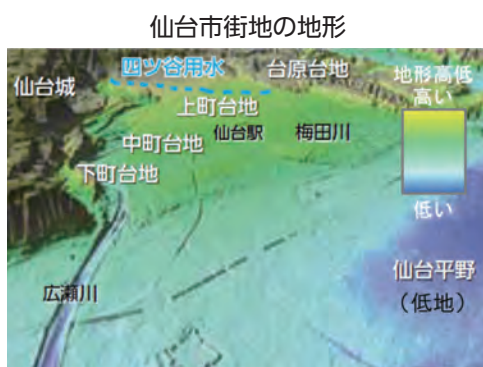 仙台市街地の地形
四ツ谷用水
台原台地
地形高低
高い
仙台城
上町台地
仙台駅
梅田川
中町台地
下町台地
低い
仙台平野
(低地)
広瀬川